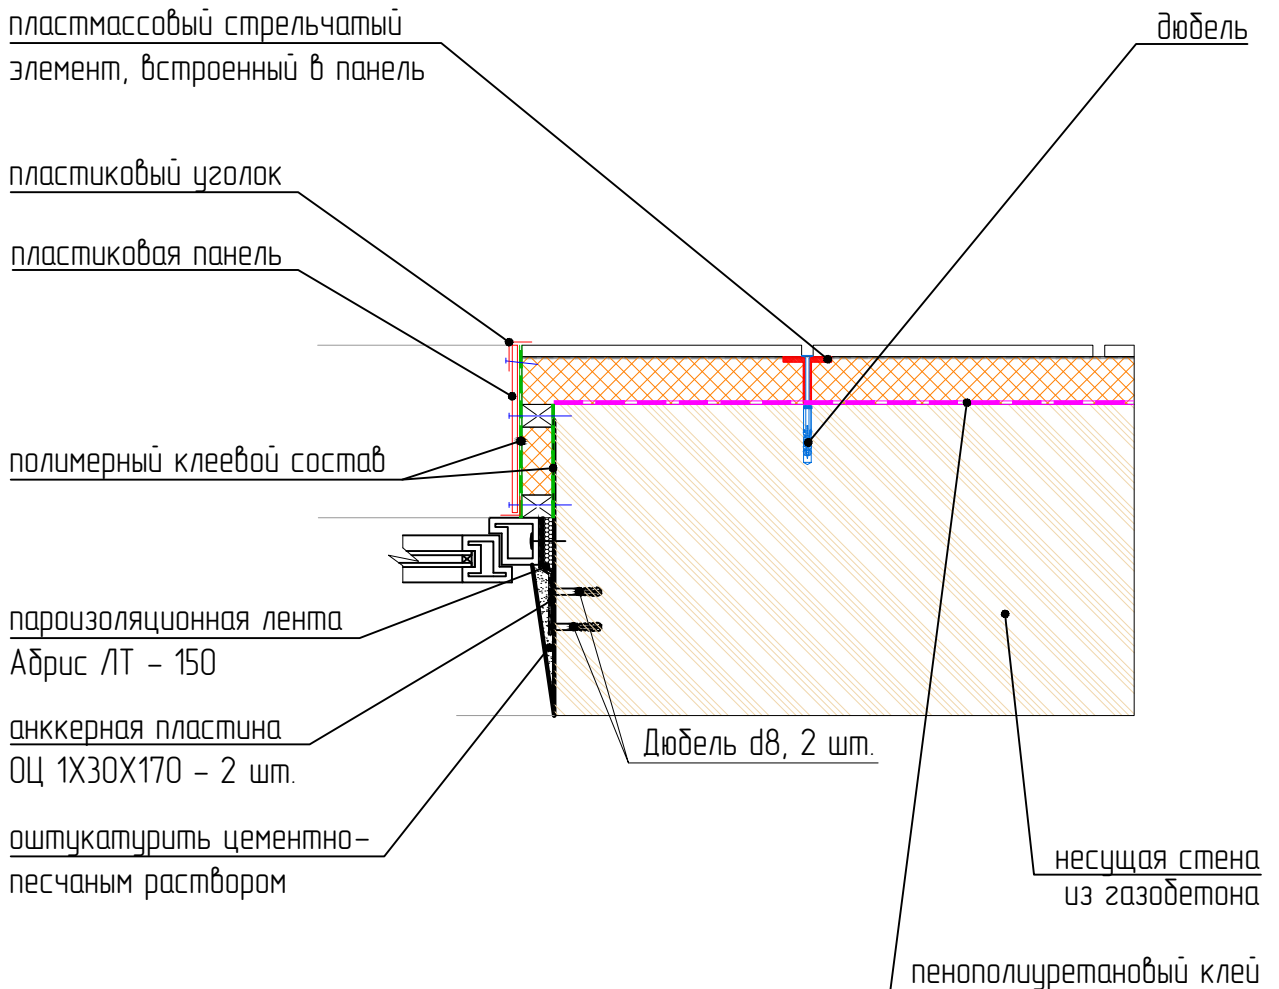 пластмассовый стрельчатый
элемент, встроенный в панель
дюбель
пластиковый уголок
пластиковая панель
полимерный клеевой состав
пароизоляционная лента
Абрис ЛТ - 150
анккерная пластина
ОЦ 1Х30Х170 - 2 шт.
Дюбель d8, 2 шт.
оштукатурить цементно-
песчаным раствором
несущая стена
из газобетона
пенополиуретановый клей